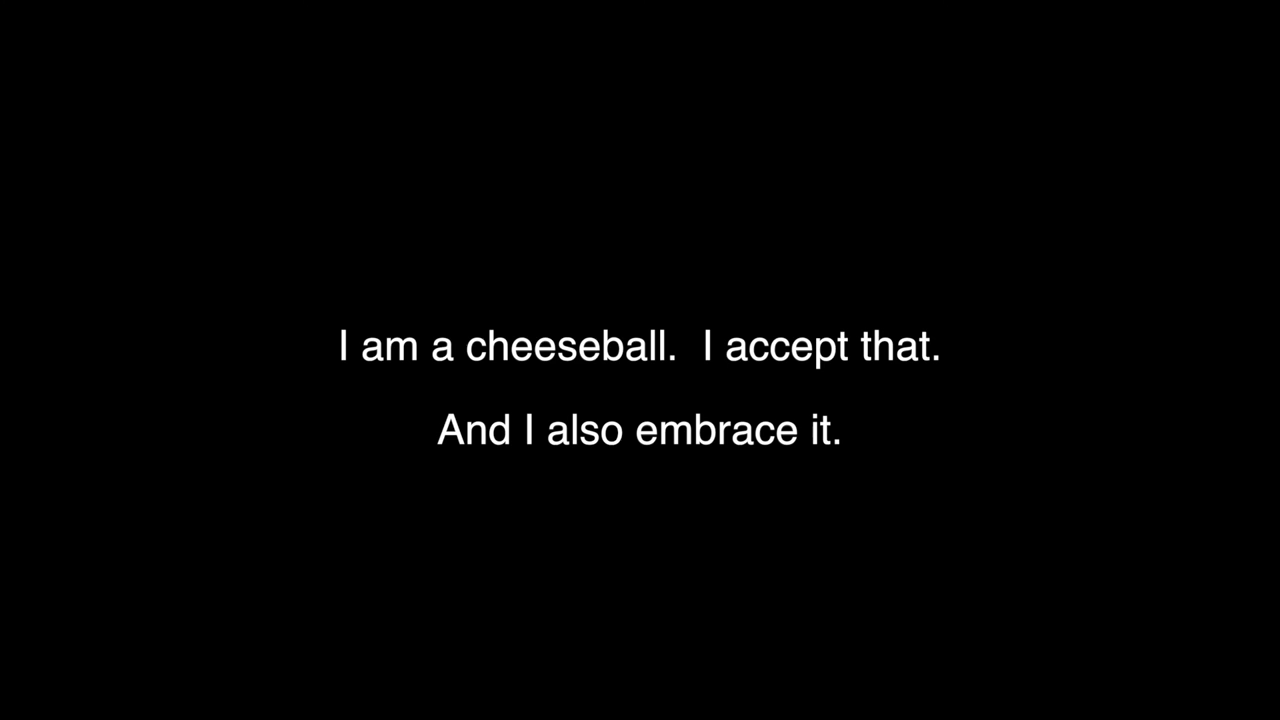 I am a cheeseball.  I accept that.
And I also embrace it.